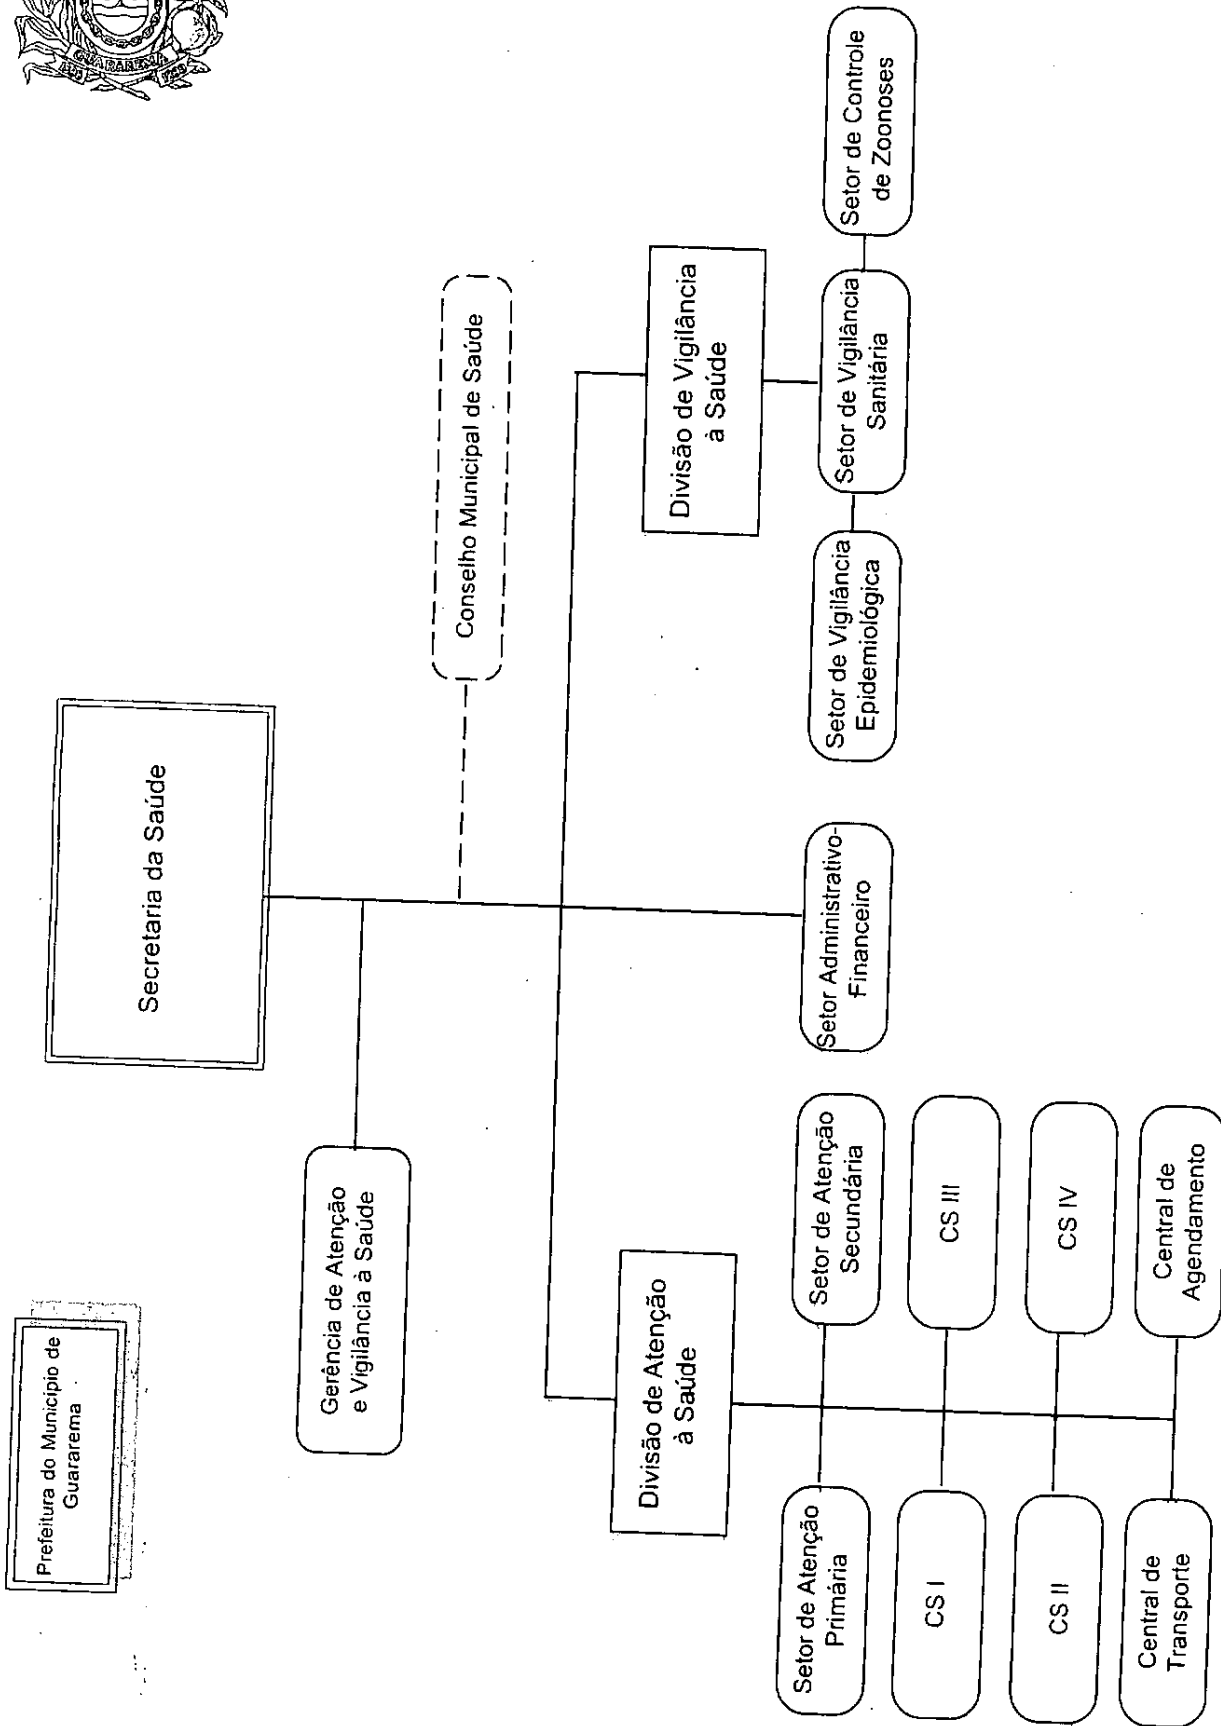 Prefeitura do Município de
Guararema
GUARAREMA
Secretaria da Saúde
Gerência de Atenção
e Vigilância à Saúde
Conselho Municipal de Saúde
Divisão de Atenção
à Saúde
Divisão de Vigilância
à Saúde
Setor de Atenção
Primária
Setor de Atenção
Secundária
Setor Administrativo-
Financeiro
Setor de Vigilância
Epidemiológica
Setor de Vigilância
Sanitária
Setor de Controle
de Zoonoses
CS I
CS III
CS II
CS IV
Central de
Transporte
Central de
Agendamento